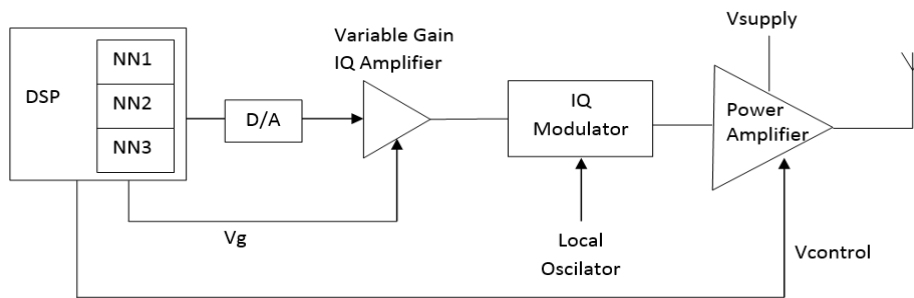 DSP
NN1
NN2
NN3
D/A
Variable Gain
IQ Amplifier
IQ
Modulator
Vsupply
Power
Amplifier
Vg
Local
Oscilator
Vcontrol